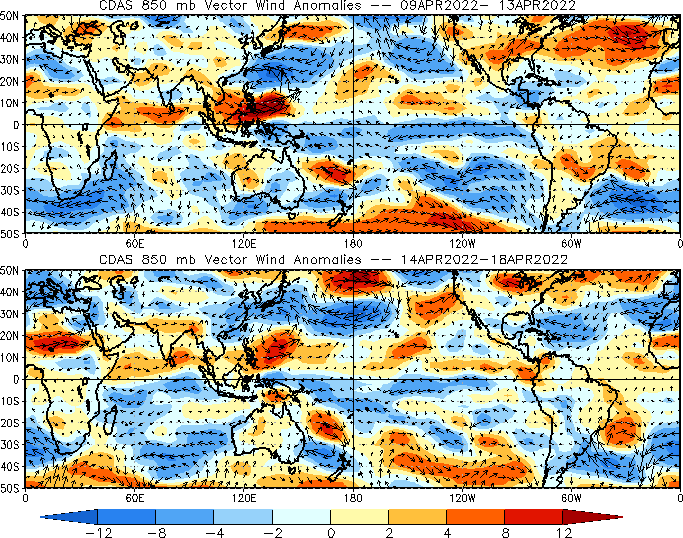 CDAS 850 mb Vector Wind Anomalies –– 09APR2022– 13APR2022
50N
40N
30N
20N
10N
0
10S
20S
30S
40S
50S
0 60E 120E 180 120W 60W 0
CDAS 850 mb Vector Wind Anomalies –– 14APR2022–18APR2022
50N
40N
30N
20N
10N
0
10S
20S
30S
40S
50S
0 60E 120E 180 120W 60W 0
–12 –8 –4 –2 0 2 4 8 12